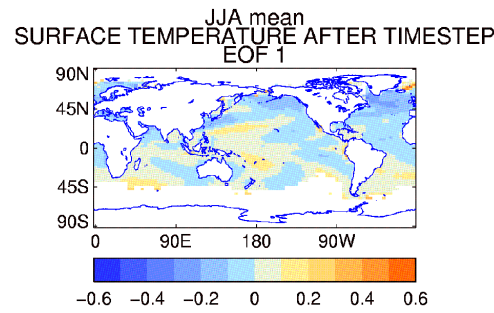 JJA mean
SURFACE TEMPERATURE AFTER TIMESTEP
EOF 1
90N
45N
0
45S
90S
0 90E 180 90W
−0.6 −0.4 −0.2 0 0.2 0.4 0.6